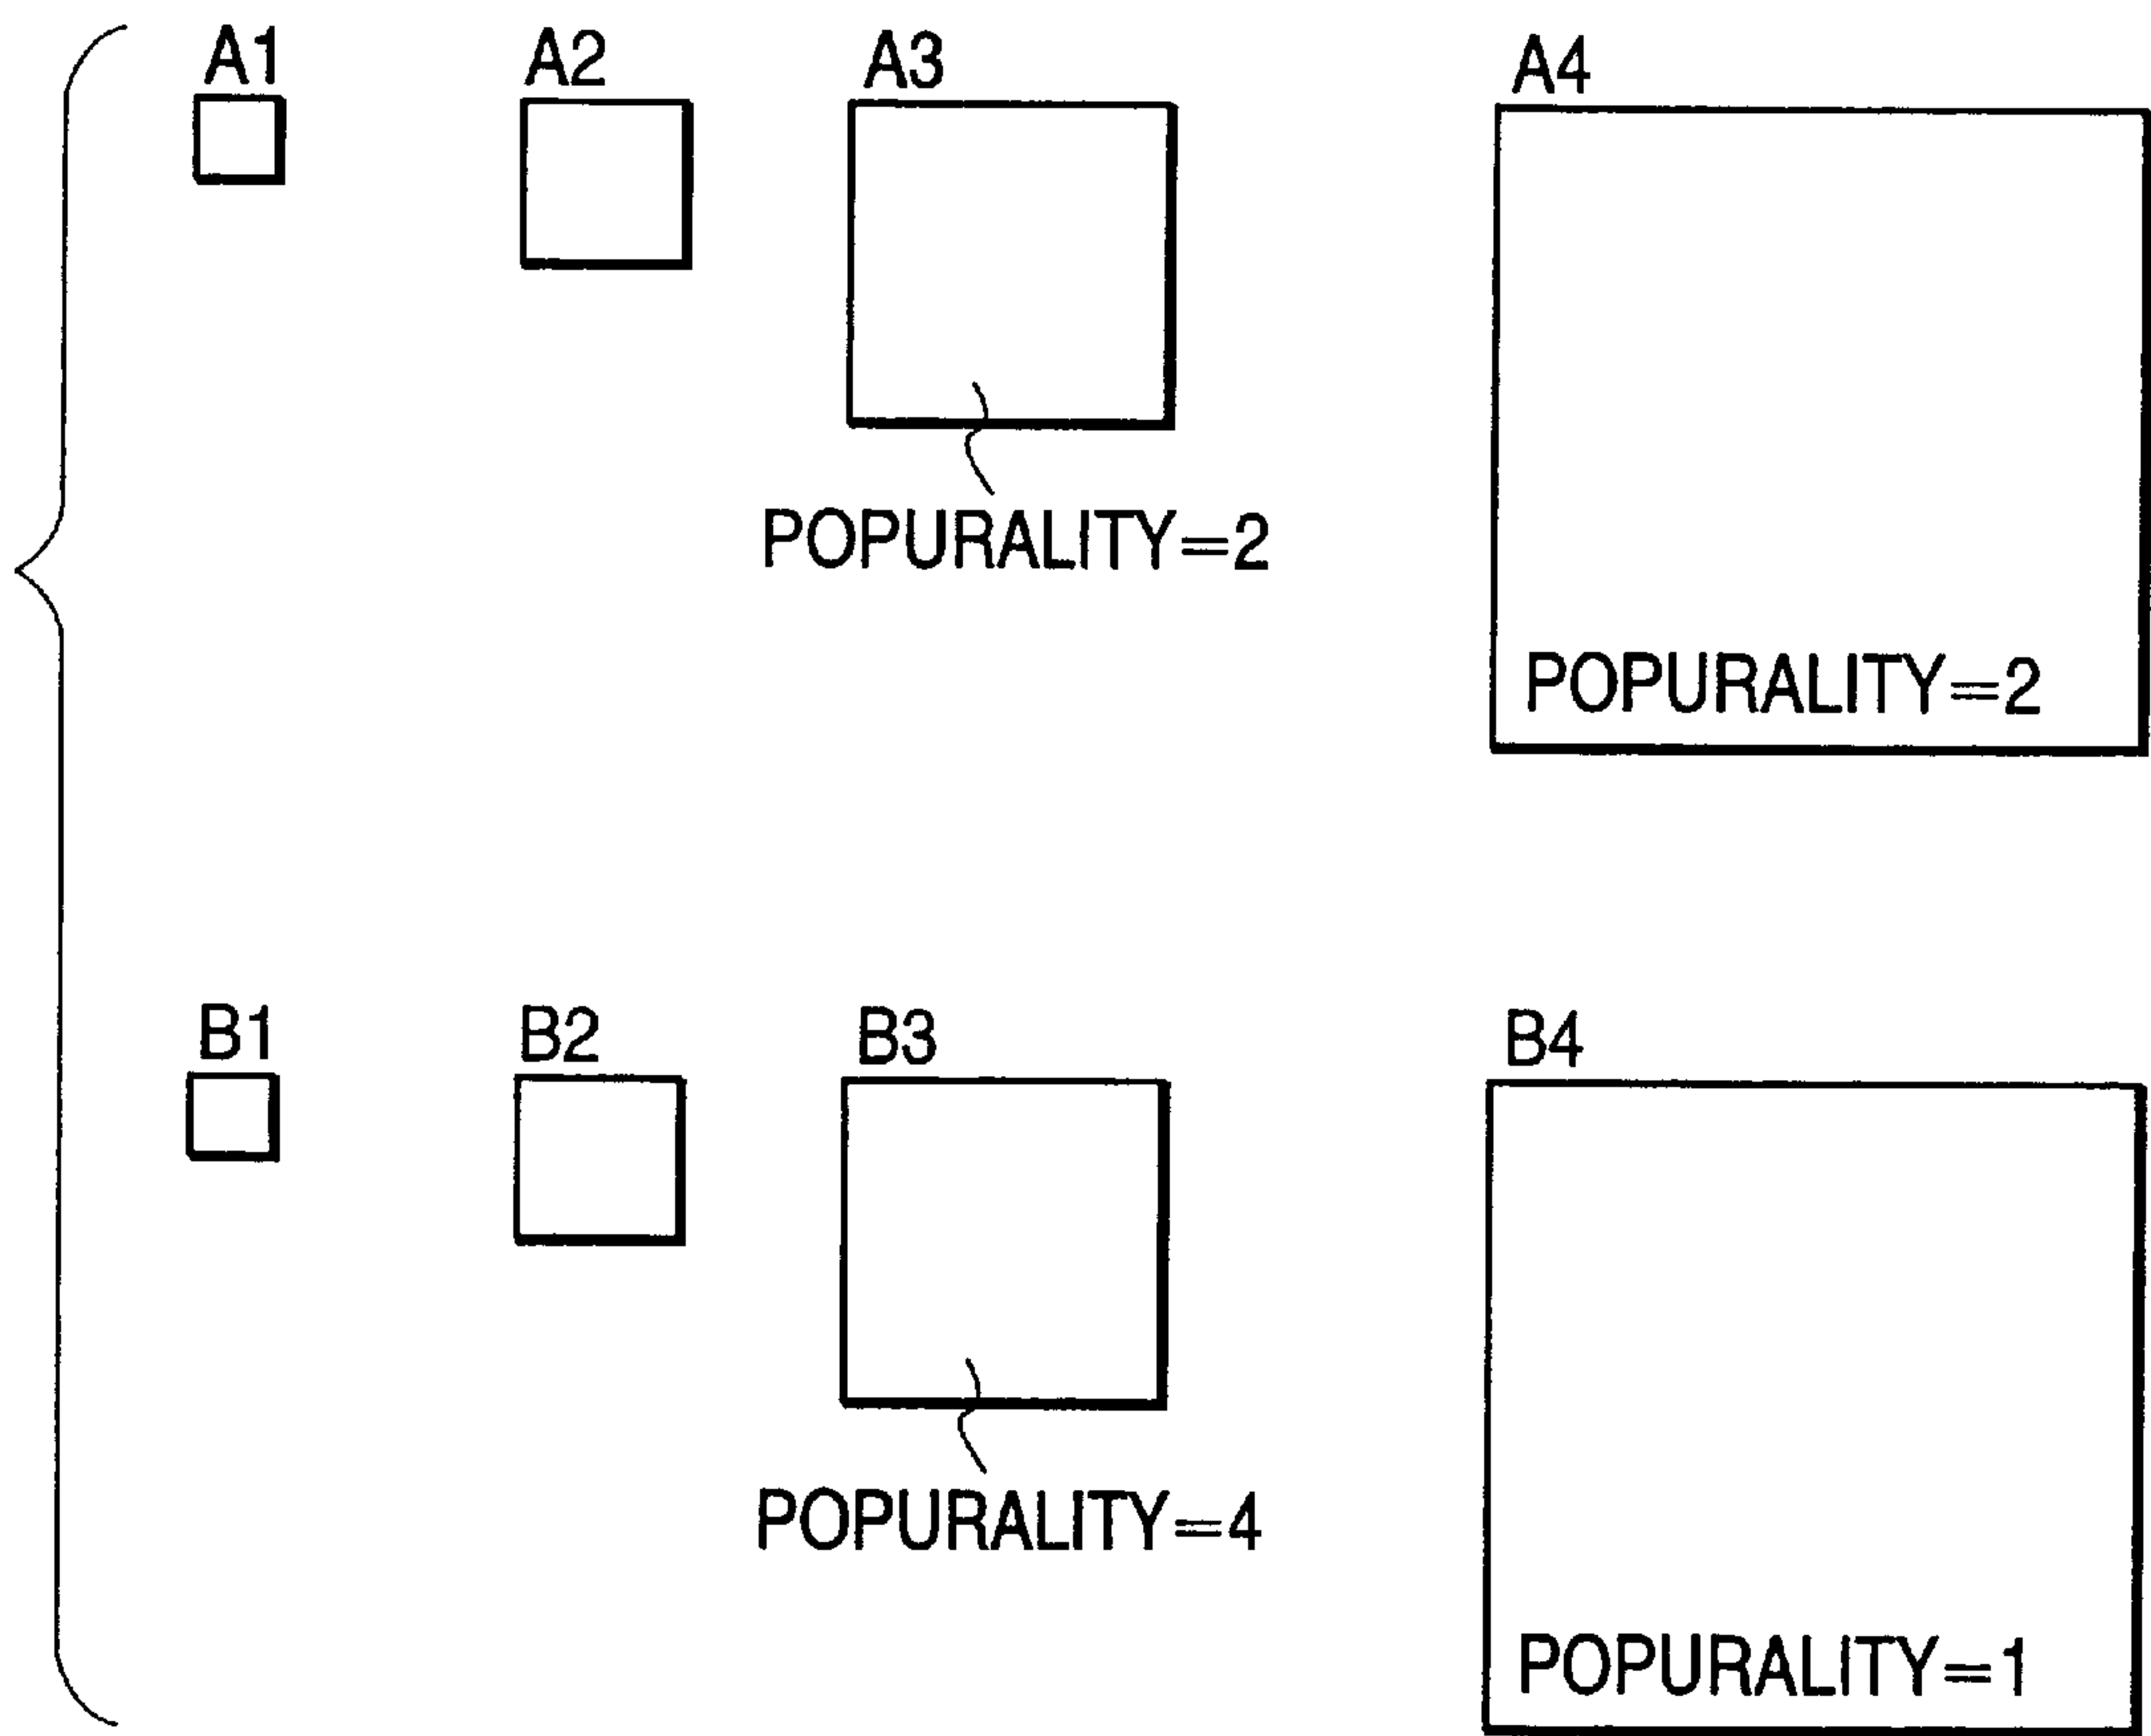 A1 A2 A3 A4
POPURALITY=2
POPURALITY=2
B1 B2 B3 B4
POPURALITY=4
POPURALITY=1